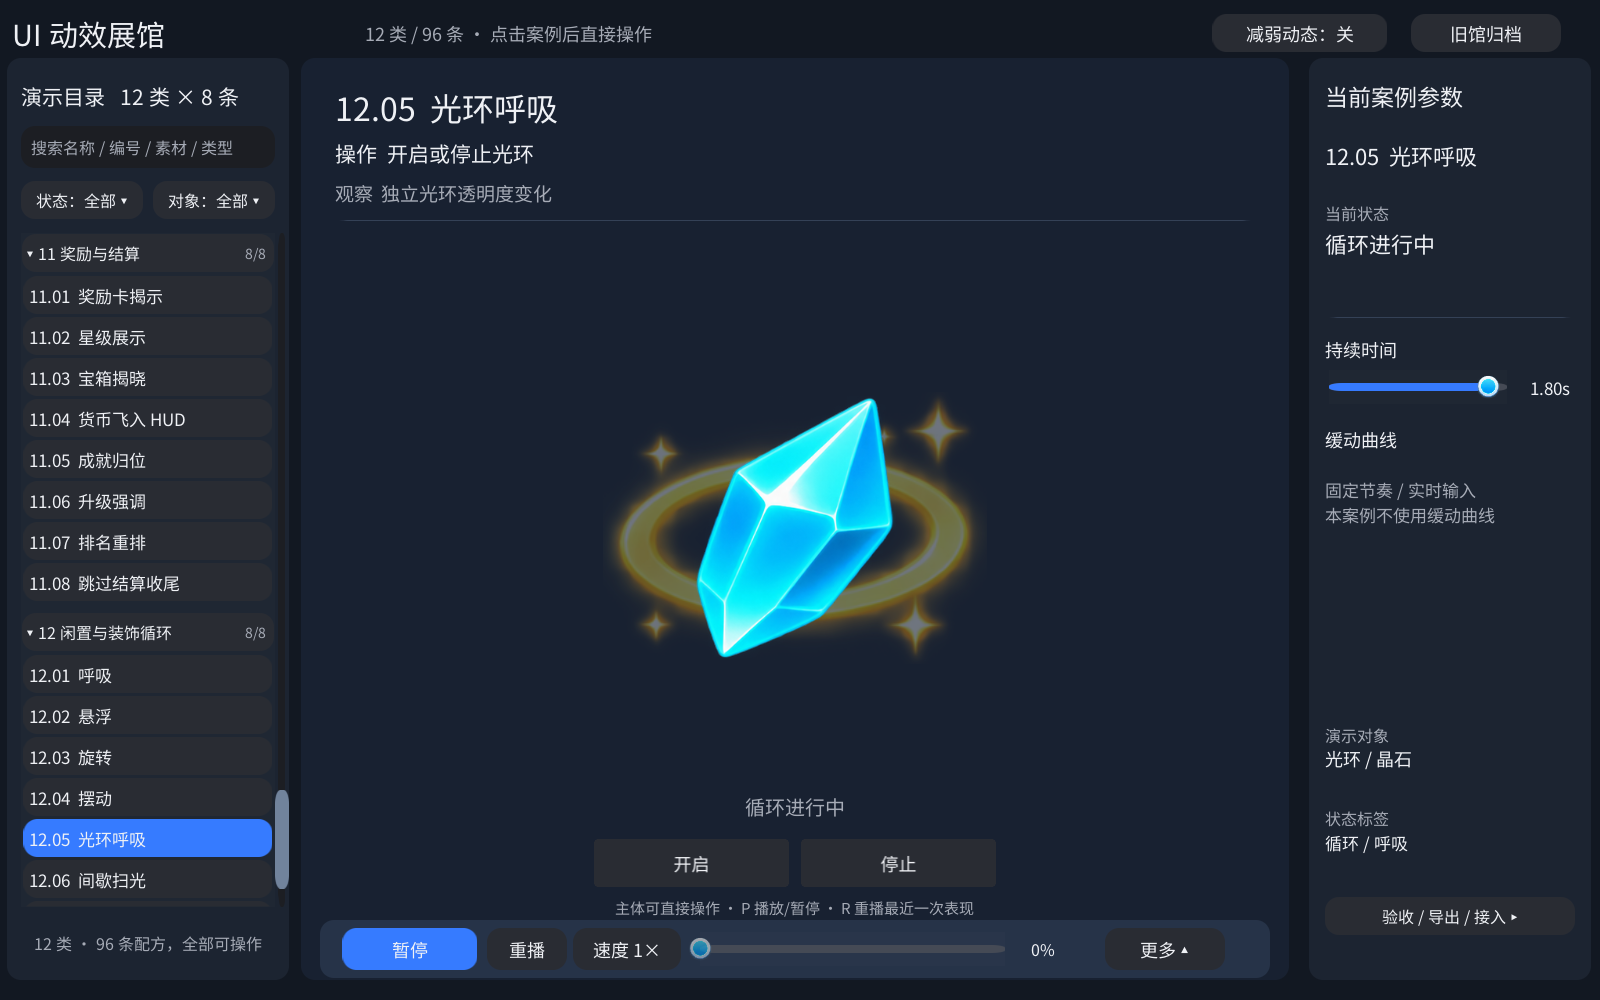 UI 动效展馆
12 类 / 96 条 · 点击案例后直接操作
减弱动态：关
旧馆归档
演示目录 12 类 × 8 条
搜索名称 / 编号 / 素材 / 类型
状态：全部 ▾
对象：全部 ▾
▾ 11 奖励与结算 8/8
11.01 奖励卡揭示
11.02 星级展示
11.03 宝箱揭晓
11.04 货币飞入 HUD
11.05 成就归位
11.06 升级强调
11.07 排名重排
11.08 跳过结算收尾
▾ 12 闲置与装饰循环 8/8
12.01 呼吸
12.02 悬浮
12.03 旋转
12.04 摆动
12.05 光环呼吸
12.06 间歇扫光
12 类 · 96 条配方，全部可操作
12.05 光环呼吸
操作 开启或停止光环
观察 独立光环透明度变化
循环进行中
开启
停止
主体可直接操作 · P 播放/暂停 · R 重播最近一次表现
暂停
重播
速度 1×
0%
更多 ▴
当前案例参数
12.05 光环呼吸
当前状态
循环进行中
持续时间
1.80s
缓动曲线
固定节奏 / 实时输入
本案例不使用缓动曲线
演示对象
光环 / 晶石
状态标签
循环 / 呼吸
验收 / 导出 / 接入 ▸